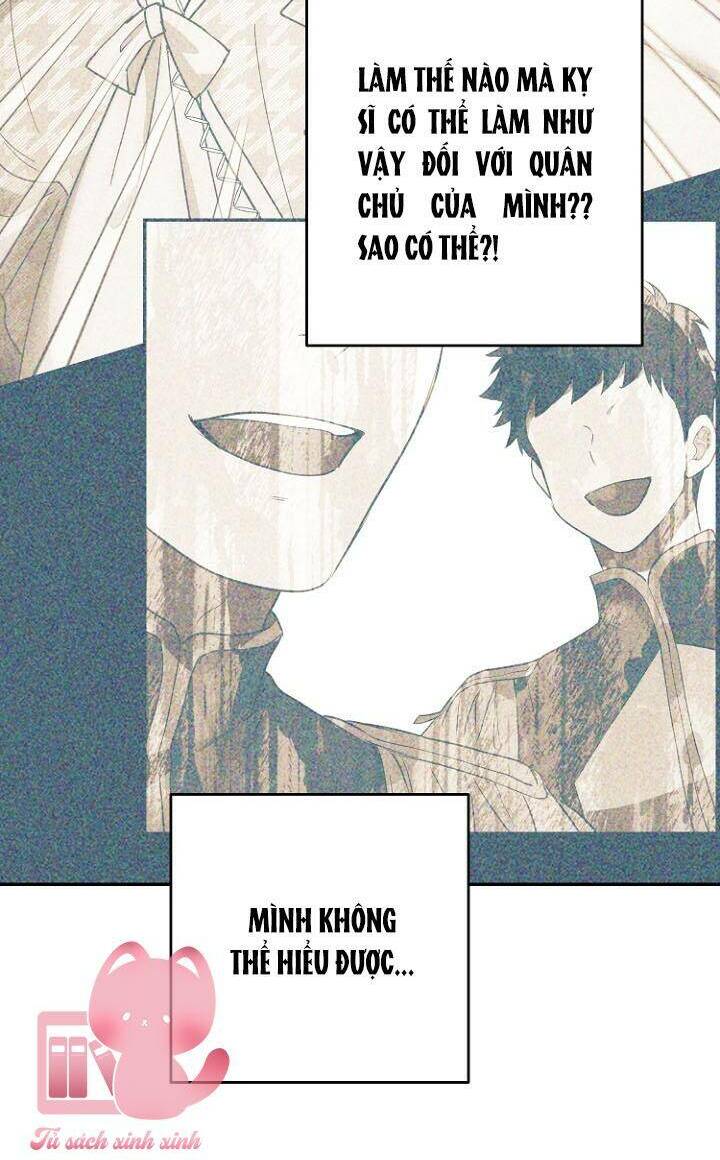 LÀM THẾ NÀO MÀ KỴ
SĨ CÓ THỂ LÀM NHƯ
VẬY ĐỐI VỚI QUÂN
CHỦ CỦA MÌNH??
SAO CÓ THỂ?!
MÌNH KHÔNG
THỂ HIỂU ĐƯỢC...
Tủ sách xinh xinh